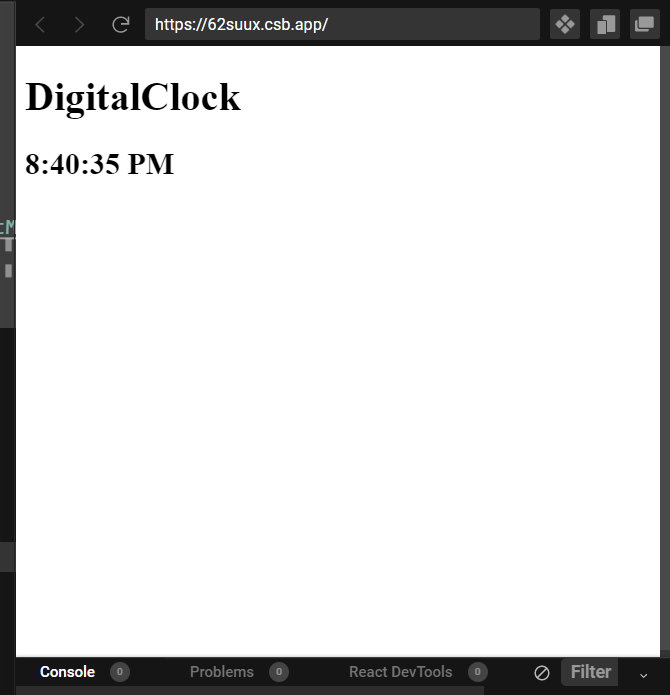 https://62suux.csb.app/
DigitalClock
8:40:35 PM
Console 0 Problems 0 React DevTools 0 Filter